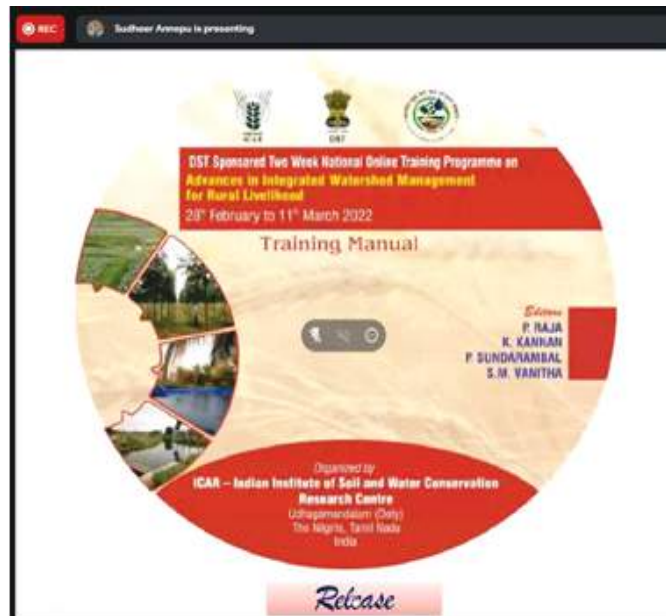 REC
Sudheer Annepu is presenting
ICAR
DST
DST Sponsored Two Week National Online Training Programme on
Advances in Integrated Watershed Management
for Rural Livelihood
28th February to 11th March 2022
Training Manual
Editors
P. RAJA
K. KANNAN
P. SUNDARAMBAL
S.M. VANITHA
Organized by
ICAR – Indian Institute of Soil and Water Conservation
Research Centre
Udhagamandalam (Ooty)
The Nilgiris, Tamil Nadu
India
Release